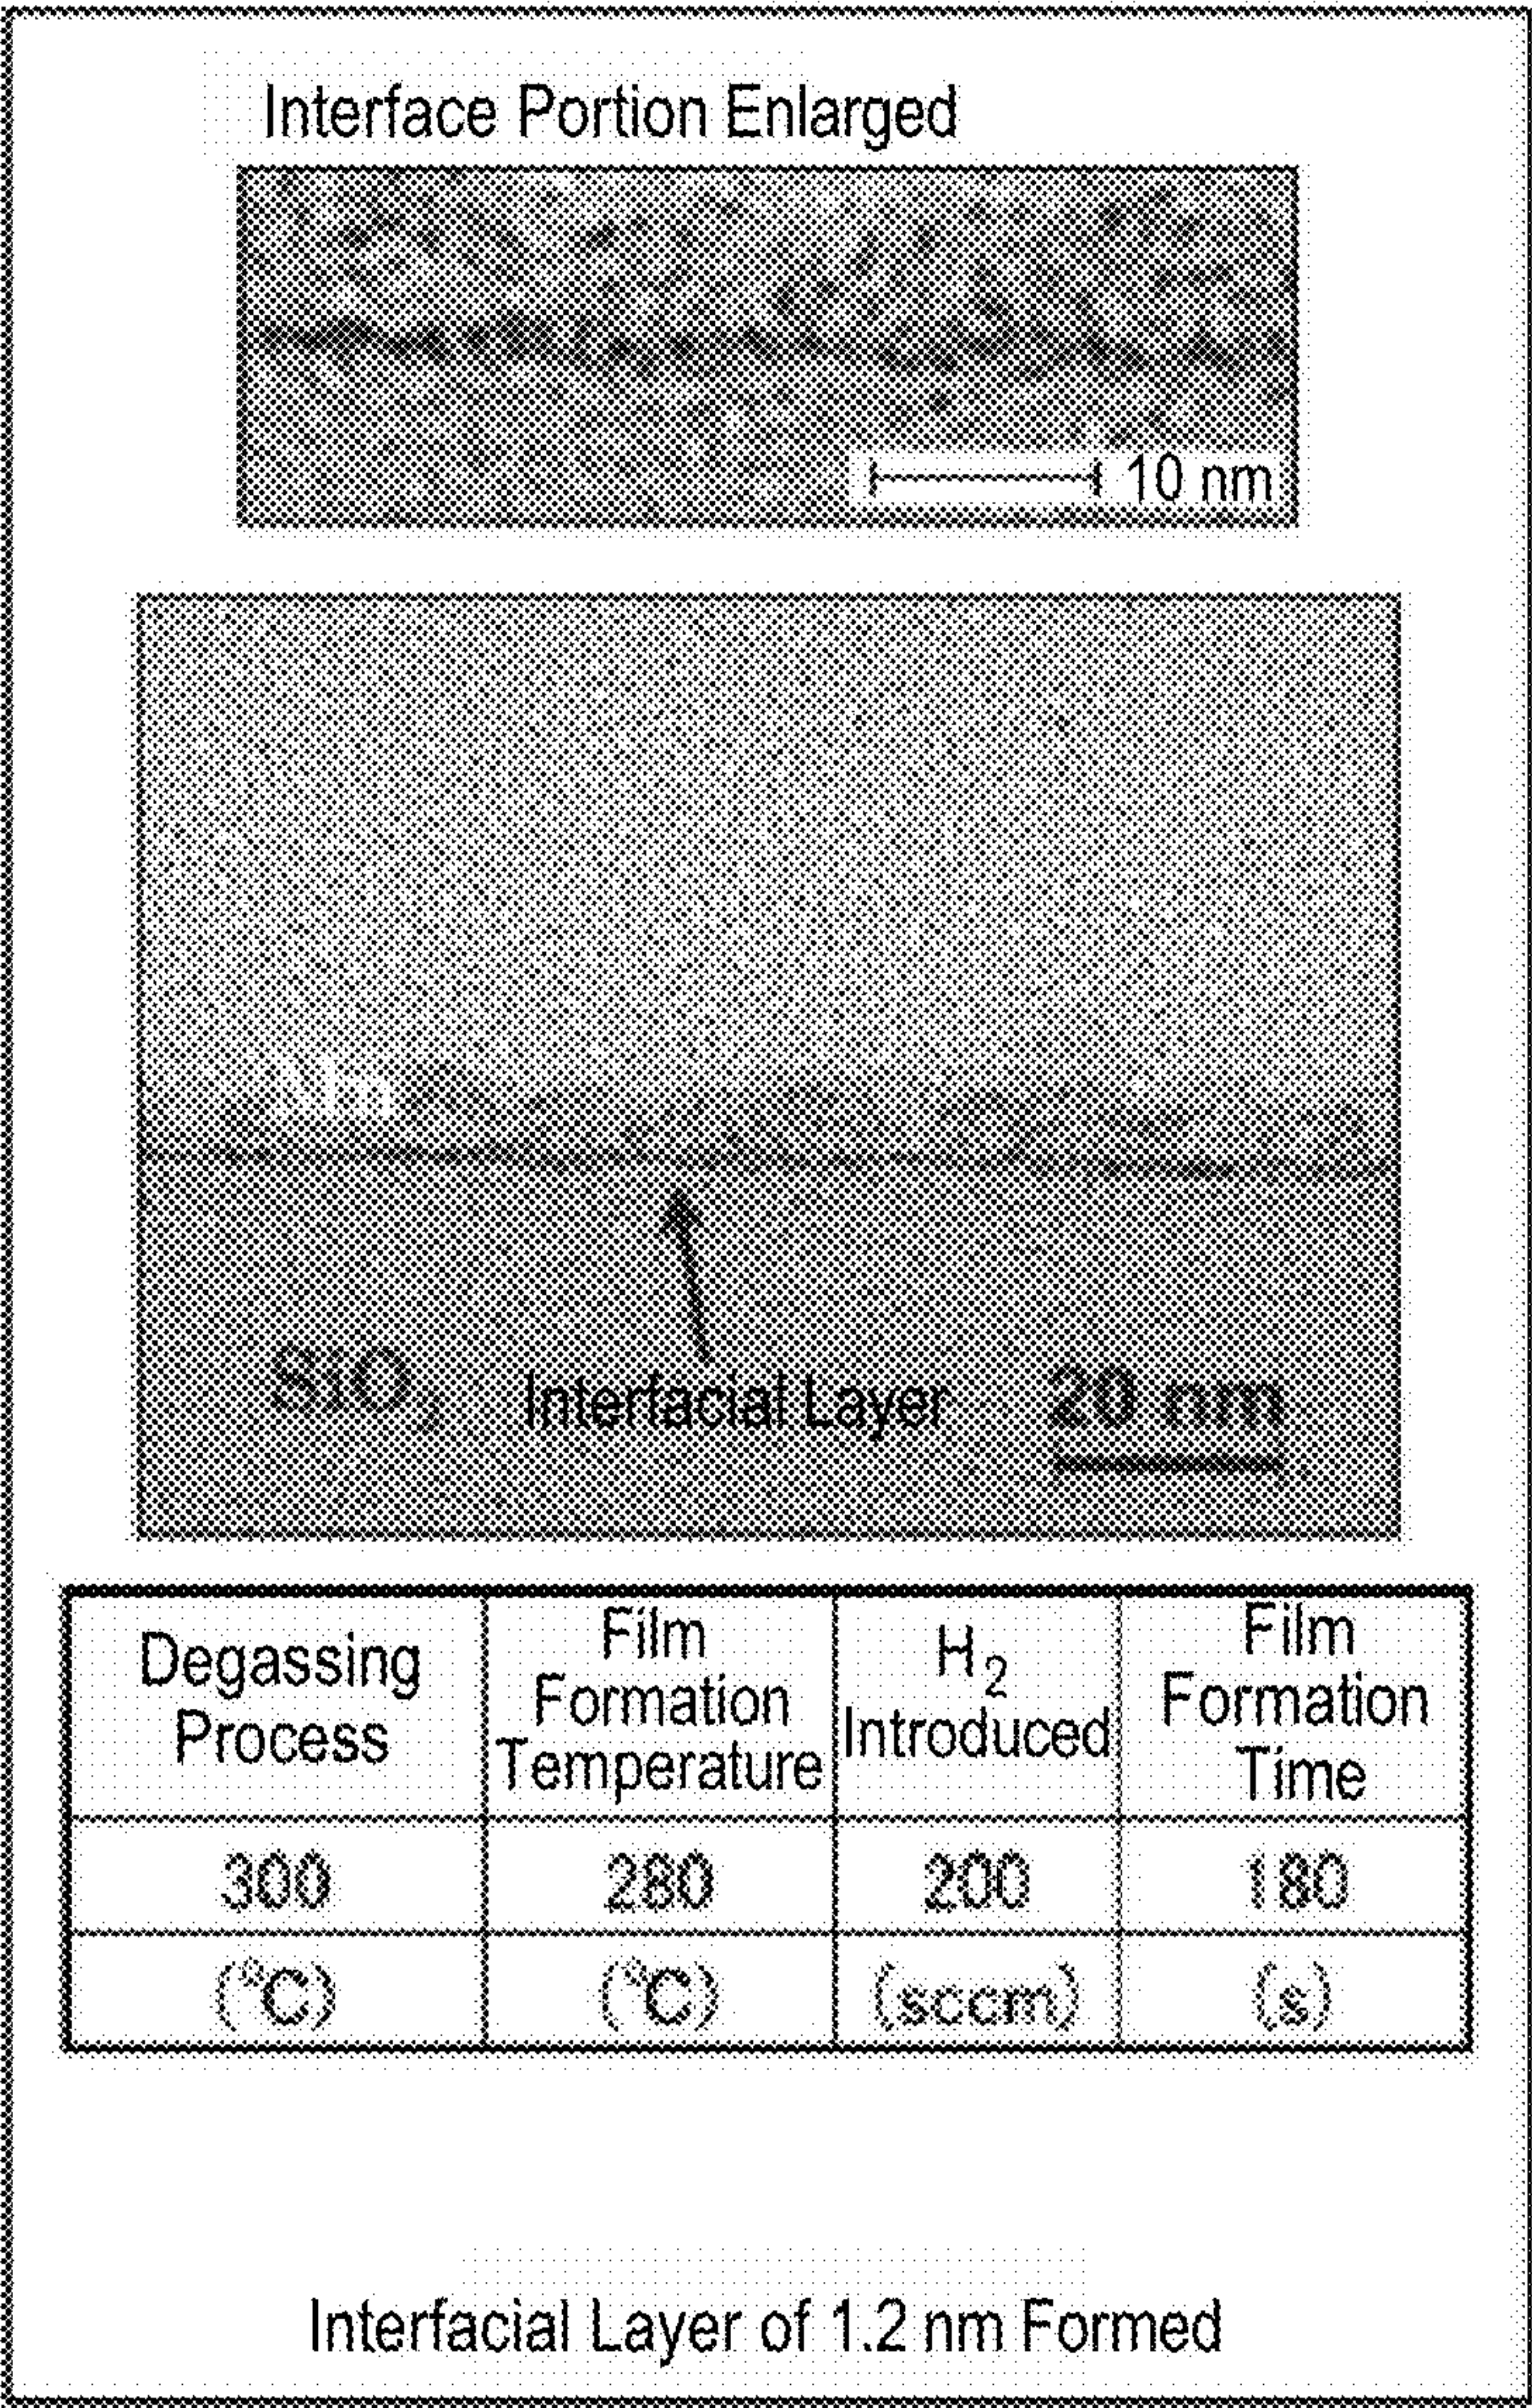 Interface Portion Enlarged
10 nm
Mn
SiO2
Interfacial Layer
20 nm
Degassing
Process
Film
Formation
Temperature
H2
Introduced
Film
Formation
Time
300
280
200
180
(°C)
(°C)
(sccm)
(s)
Interfacial Layer of 1.2 nm Formed